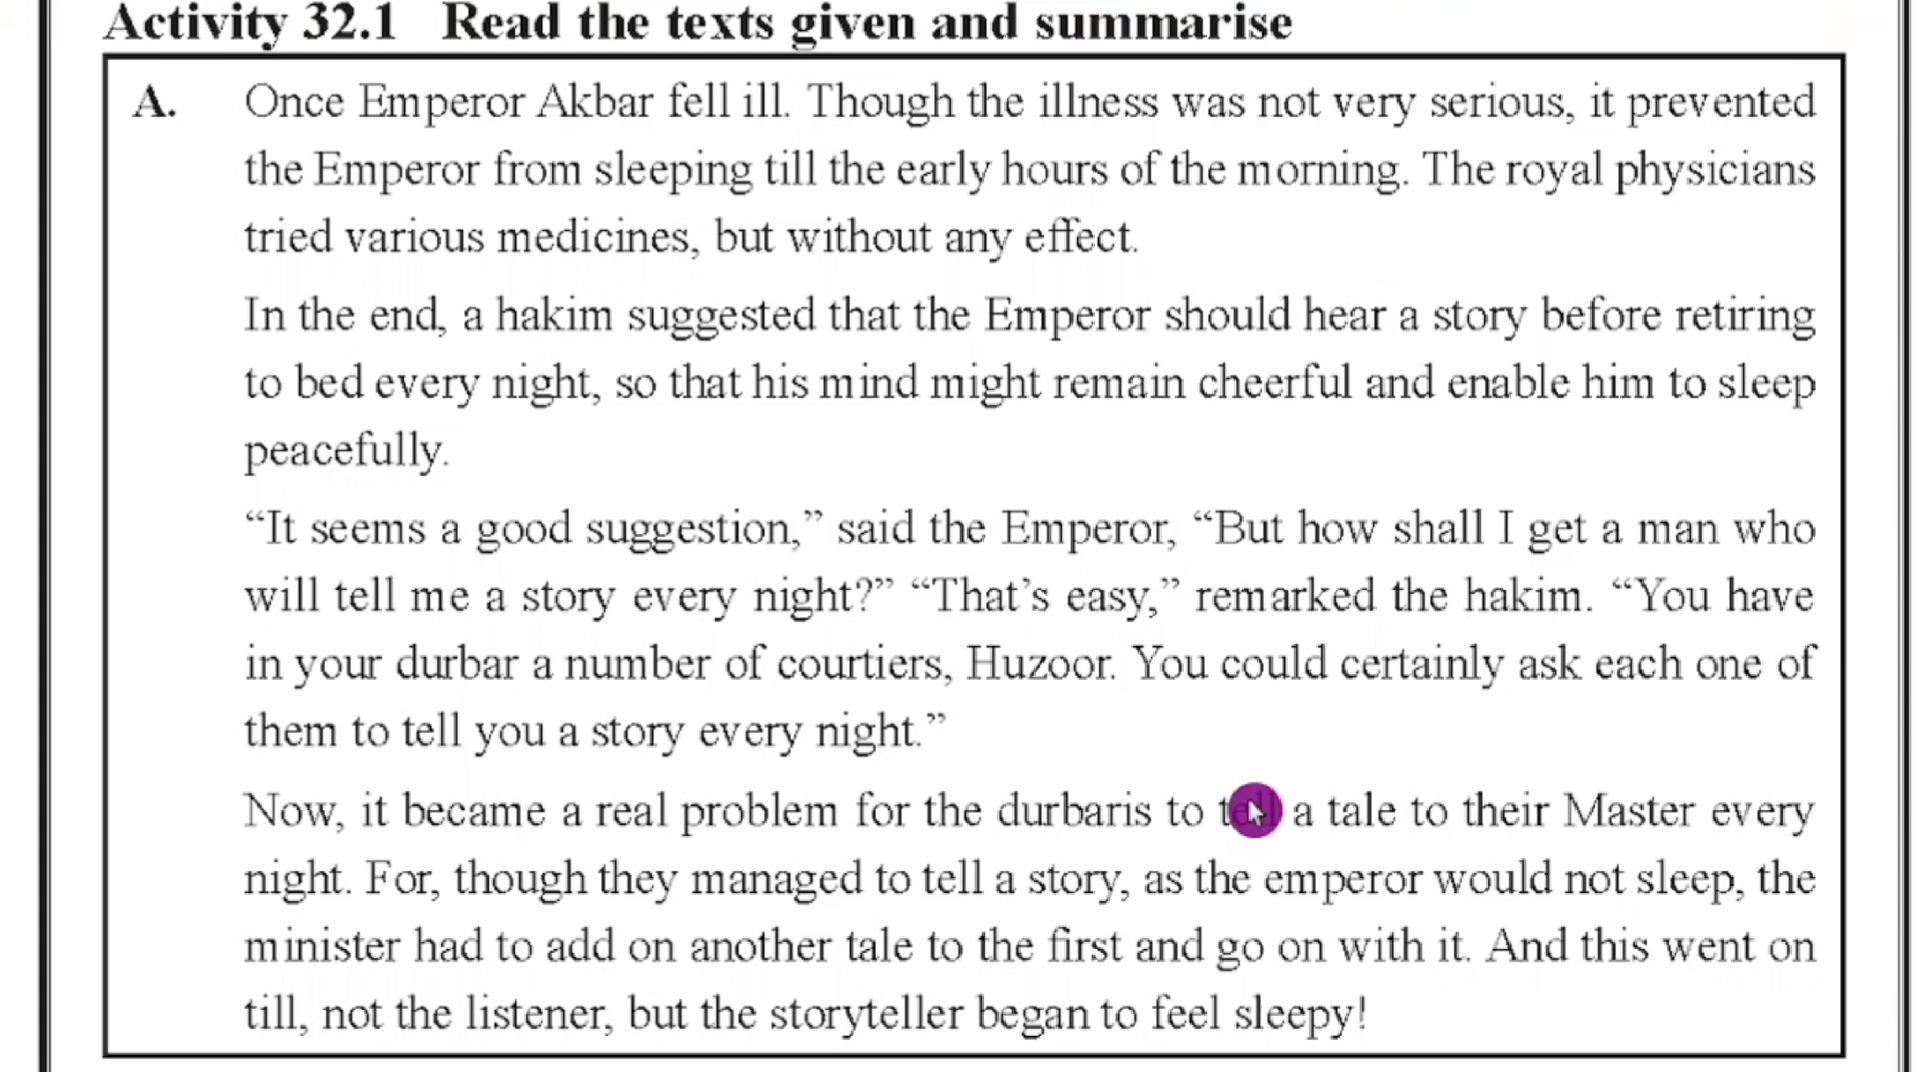 Activity 32.1 Read the texts given and summarise
A. Once Emperor Akbar fell ill. Though the illness was not very serious, it prevented
the Emperor from sleeping till the early hours of the morning. The royal physicians
tried various medicines, but without any effect.
In the end, a hakim suggested that the Emperor should hear a story before retiring
to bed every night, so that his mind might remain cheerful and enable him to sleep
peacefully.
“It seems a good suggestion,” said the Emperor, “But how shall I get a man who
will tell me a story every night?” “That’s easy,” remarked the hakim. “You have
in your durbar a number of courtiers, Huzoor. You could certainly ask each one of
them to tell you a story every night.”
Now, it became a real problem for the durbaris to tell a tale to their Master every
night. For, though they managed to tell a story, as the emperor would not sleep, the
minister had to add on another tale to the first and go on with it. And this went on
till, not the listener, but the storyteller began to feel sleepy!